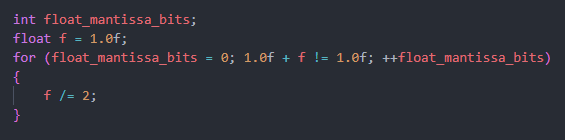 int float_mantissa_bits;
float f = 1.0f;
for (float_mantissa_bits = 0; 1.0f + f != 1.0f; ++float_mantissa_bits)
{
    f /= 2;
}